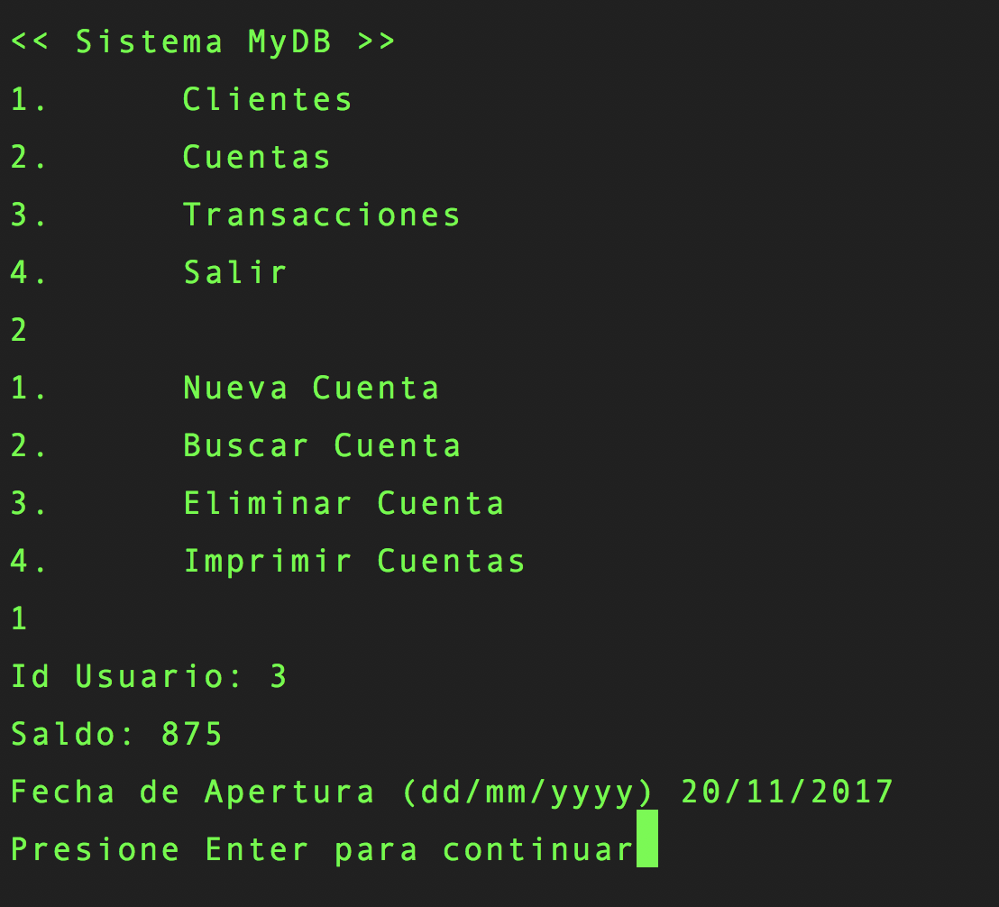 << Sistema MyDB >>
1.      Clientes
2.      Cuentas
3.      Transacciones
4.      Salir
2
1.      Nueva Cuenta
2.      Buscar Cuenta
3.      Eliminar Cuenta
4.      Imprimir Cuentas
1
Id Usuario: 3
Saldo: 875
Fecha de Apertura (dd/mm/yyyy) 20/11/2017
Presione Enter para continuar